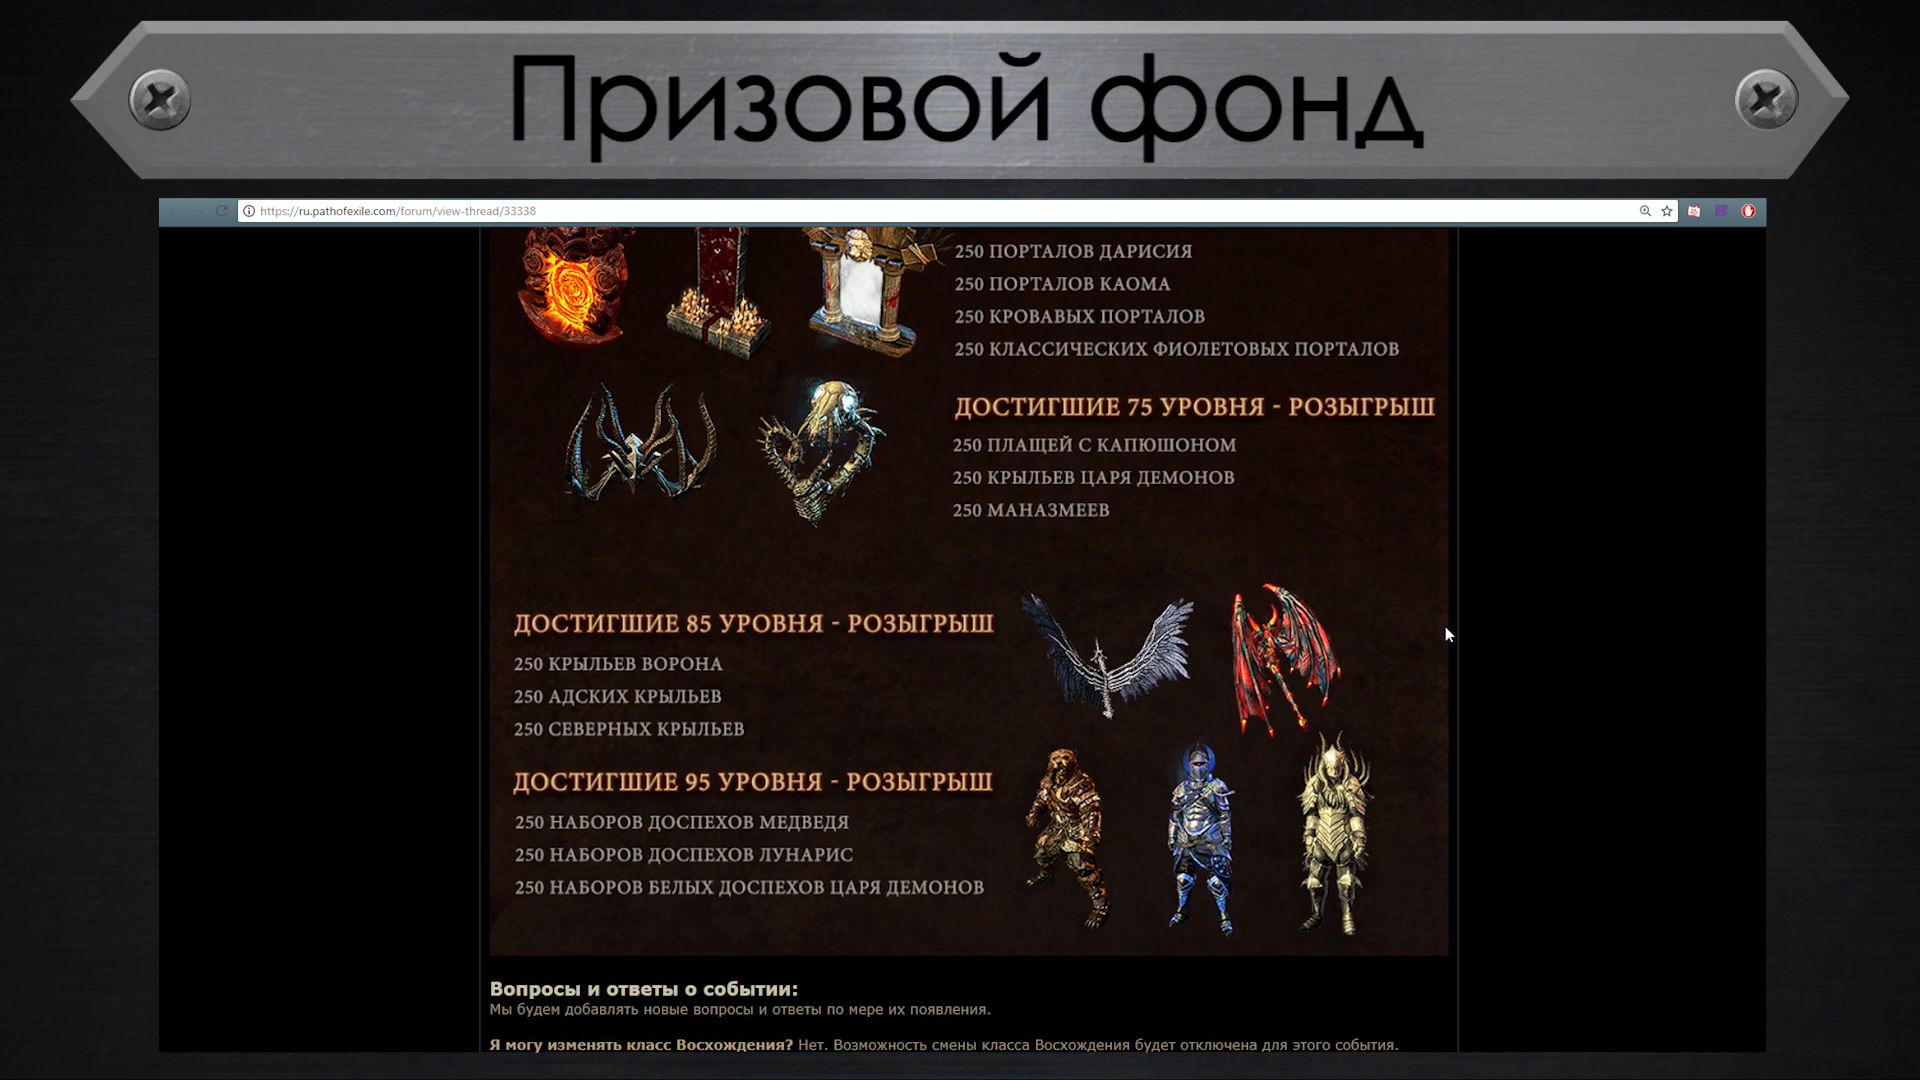 Призовой фонд
https://ru.pathofexile.com/forum/view-thread/33338
250 ПОРТАЛОВ ДАРИСИЯ
250 ПОРТАЛОВ КАОМА
250 КРОВАВЫХ ПОРТАЛОВ
250 КЛАССИЧЕСКИХ ФИОЛЕТОВЫХ ПОРТАЛОВ
ДОСТИГШИЕ 75 УРОВНЯ - РОЗЫГРЫШ
250 ПЛАЩЕЙ С КАПЮШОНОМ
250 КРЫЛЬЕВ ЦАРЯ ДЕМОНОВ
250 МАНАЗМЕЕВ
ДОСТИГШИЕ 85 УРОВНЯ - РОЗЫГРЫШ
250 КРЫЛЬЕВ ВОРОНА
250 АДСКИХ КРЫЛЬЕВ
250 СЕВЕРНЫХ КРЫЛЬЕВ
ДОСТИГШИЕ 95 УРОВНЯ - РОЗЫГРЫШ
250 НАБОРОВ ДОСПЕХОВ МЕДВЕДЯ
250 НАБОРОВ ДОСПЕХОВ ЛУНАРИС
250 НАБОРОВ БЕЛЫХ ДОСПЕХОВ ЦАРЯ ДЕМОНОВ
Вопросы и ответы о событии:
Мы будем добавлять новые вопросы и ответы по мере их появления.
Я могу изменять класс Восхождения? Нет. Возможность смены класса Восхождения будет отключена для этого события.